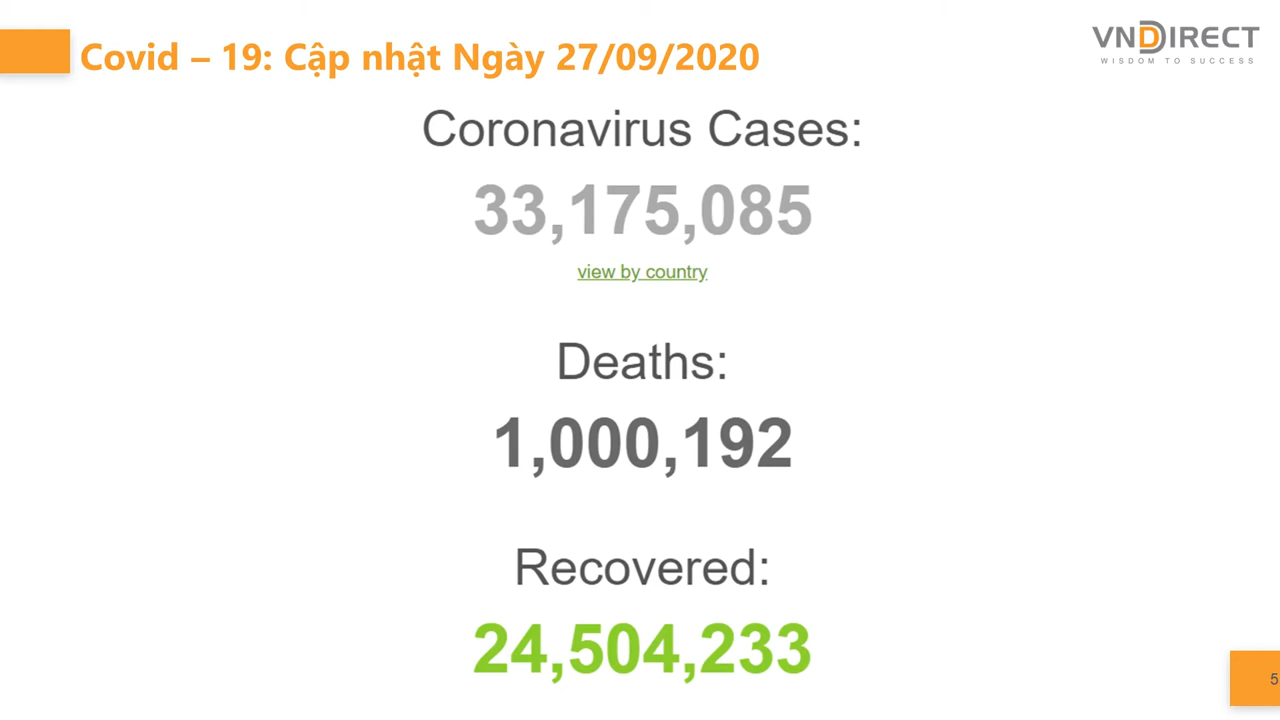 Covid – 19: Cập nhật Ngày 27/09/2020
VNDIRECT
WISDOM TO SUCCESS
Coronavirus Cases:
33,175,085
view by country
Deaths:
1,000,192
Recovered:
24,504,233
5